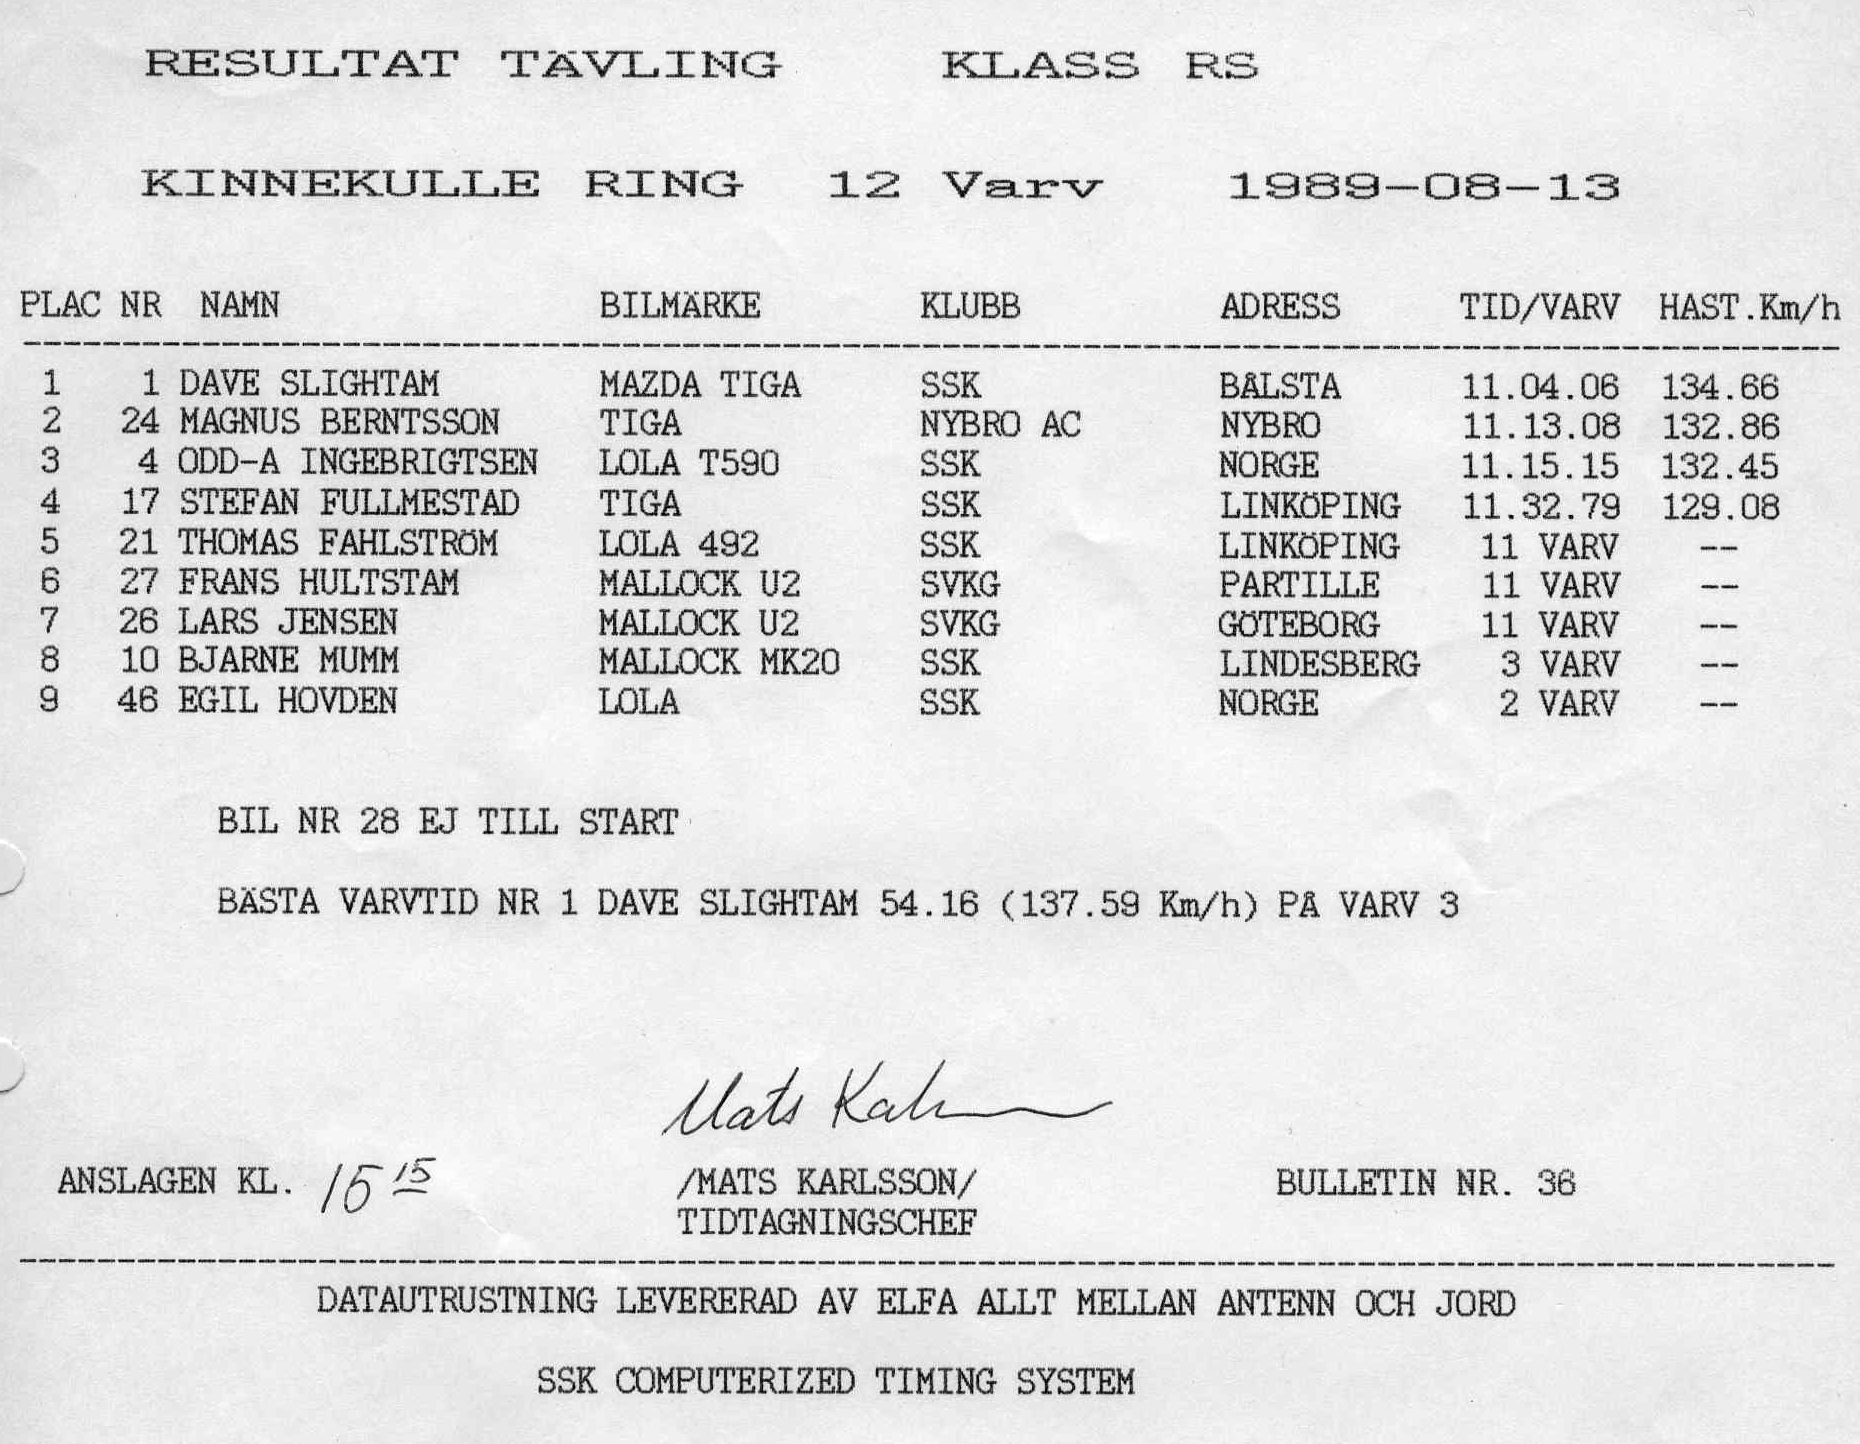 RESULTAT TÄVLING KLASS RS
KINNEKULLE RING 12 Varv 1989-08-13
PLAC NR NAMN BILMÄRKE KLUBB ADRESS TID/VARV HAST.Km/h
1 1 DAVE SLIGHTAM MAZDA TIGA SSK BÅLSTA 11.04.06 134.66
2 24 MAGNUS BERNTSSON TIGA NYBRO AC NYBRO 11.13.08 132.86
3 4 ODD-A INGEBRIGTSEN LOLA T590 SSK NORGE 11.15.15 132.45
4 17 STEFAN FULLMESTAD TIGA SSK LINKÖPING 11.32.79 129.08
5 21 THOMAS FAHLSTRÖM LOLA 492 SSK LINKÖPING 11 VARV --
6 27 FRANS HULTSTAM MALLOCK U2 SVKG PARTILLE 11 VARV --
7 26 LARS JENSEN MALLOCK U2 SVKG GÖTEBORG 11 VARV --
8 10 BJARNE MUMM MALLOCK MK20 SSK LINDESBERG 3 VARV --
9 46 EGIL HOVDEN LOLA SSK NORGE 2 VARV --
BIL NR 28 EJ TILL START
BÄSTA VARVTID NR 1 DAVE SLIGHTAM 54.16 (137.59 Km/h) PÅ VARV 3
Mats
ANSLAGEN KL. 15 15 /MATS KARLSSON/ BULLETIN NR. 36
TIDTAGNINGSCHEF
DATAUTRUSTNING LEVERERAD AV ELFA ALLT MELLAN ANTENN OCH JORD
SSK COMPUTERIZED TIMING SYSTEM